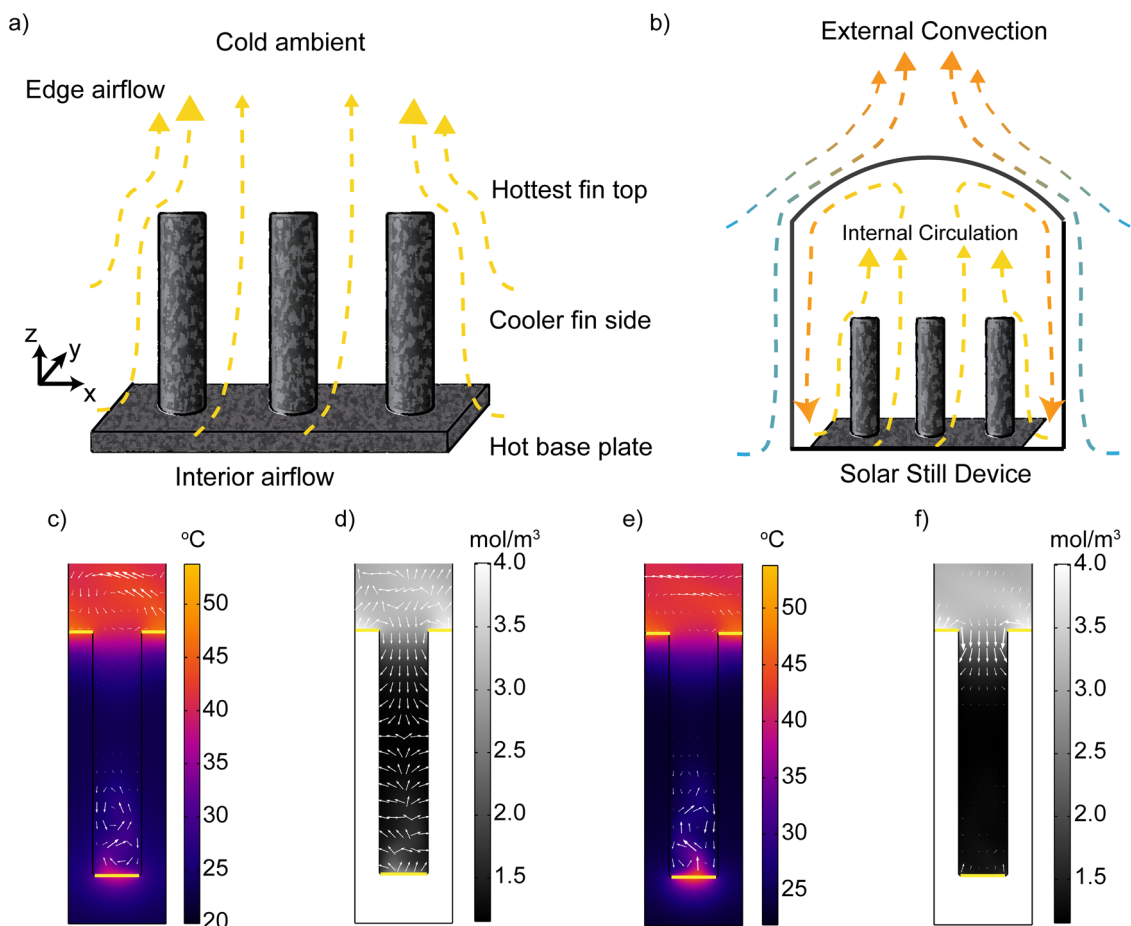 a)
Cold ambient
Edge airflow
Hottest fin top
Cooler fin side
z
y
x
Hot base plate
Interior airflow
b)
External Convection
Internal Circulation
Solar Still Device
c)
°C
50
45
40
35
30
25
20
d)
mol/m³
4.0
3.5
3.0
2.5
2.0
1.5
e)
°C
50
45
40
35
30
25
f)
mol/m³
4.0
3.5
3.0
2.5
2.0
1.5